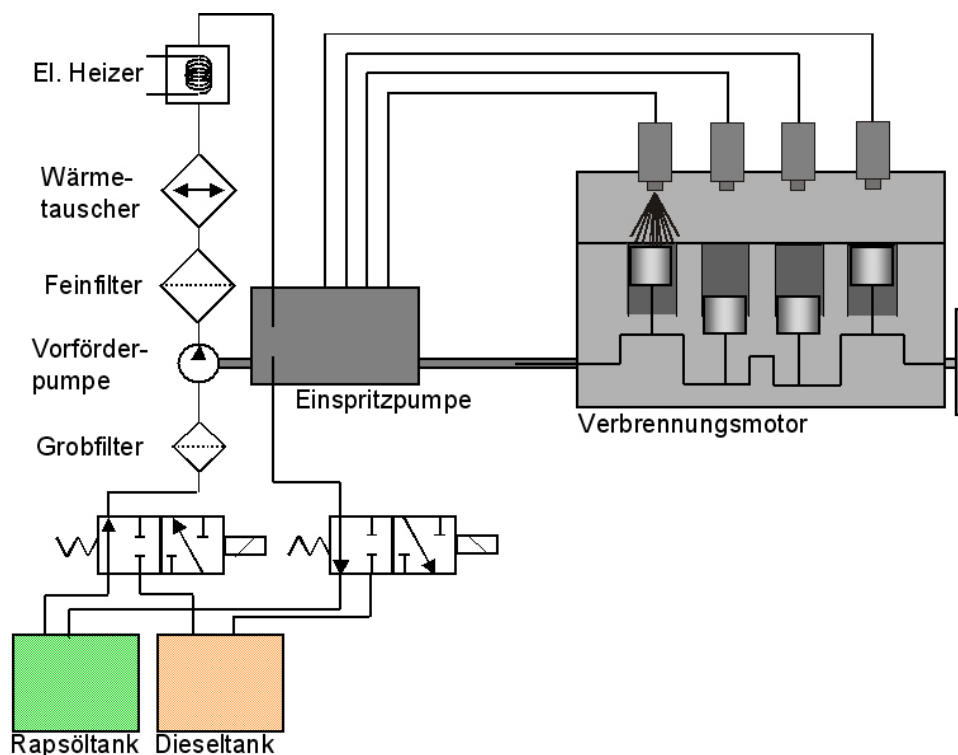 El. Heizer
Wärme-
tauscher
Feinfilter
Vorförder-
pumpe
Einspritzpumpe
Verbrennungsmotor
Grobfilter
Rapsöltank
Dieseltank